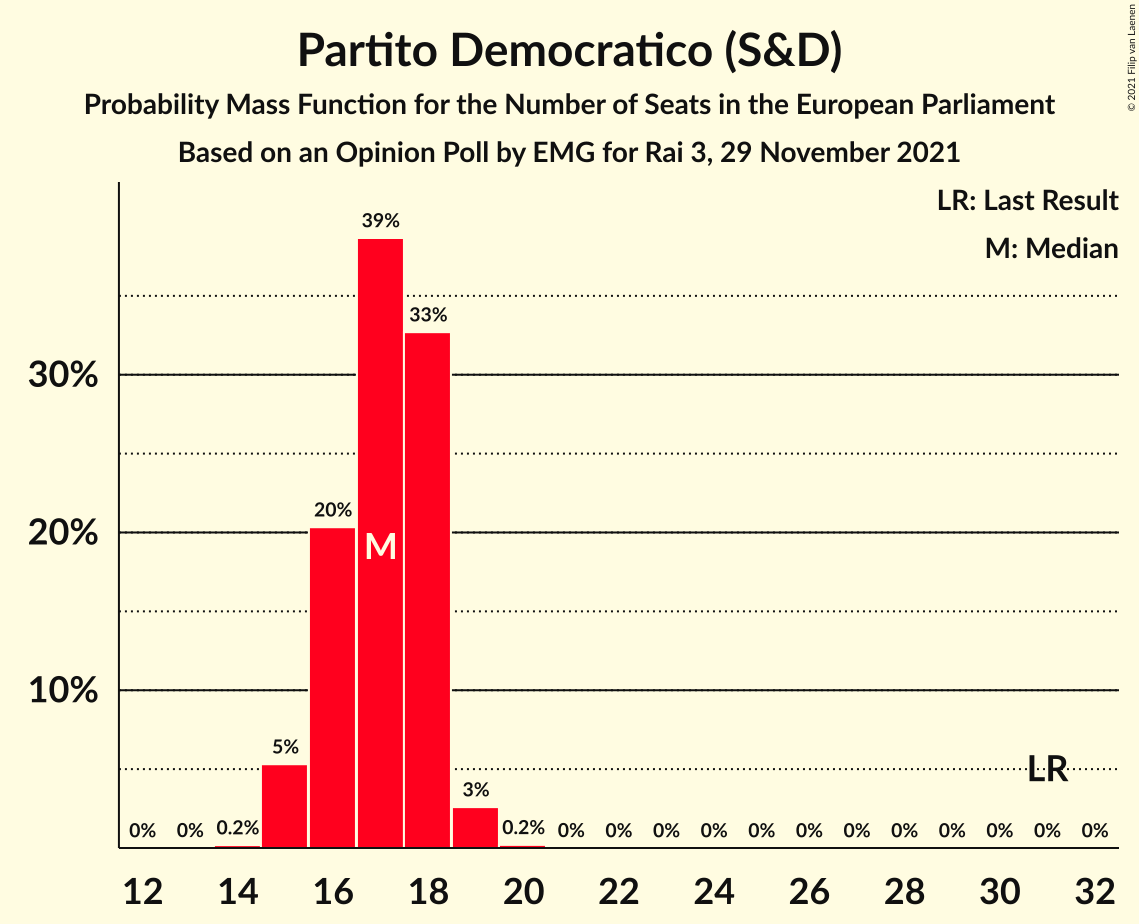 Partito Democratico (S&D)
Probability Mass Function for the Number of Seats in the European Parliament
Based on an Opinion Poll by EMG for Rai 3, 29 November 2021
© 2021 Filip van Laenen
LR: Last Result
M: Median
30%
20%
10%
0%
0%
0.2%
5%
20%
39%
33%
3%
0.2%
0%
0%
0%
0%
0%
0%
0%
0%
0%
0%
0%
0%
M
LR
12 14 16 18 20 22 24 26 28 30 32